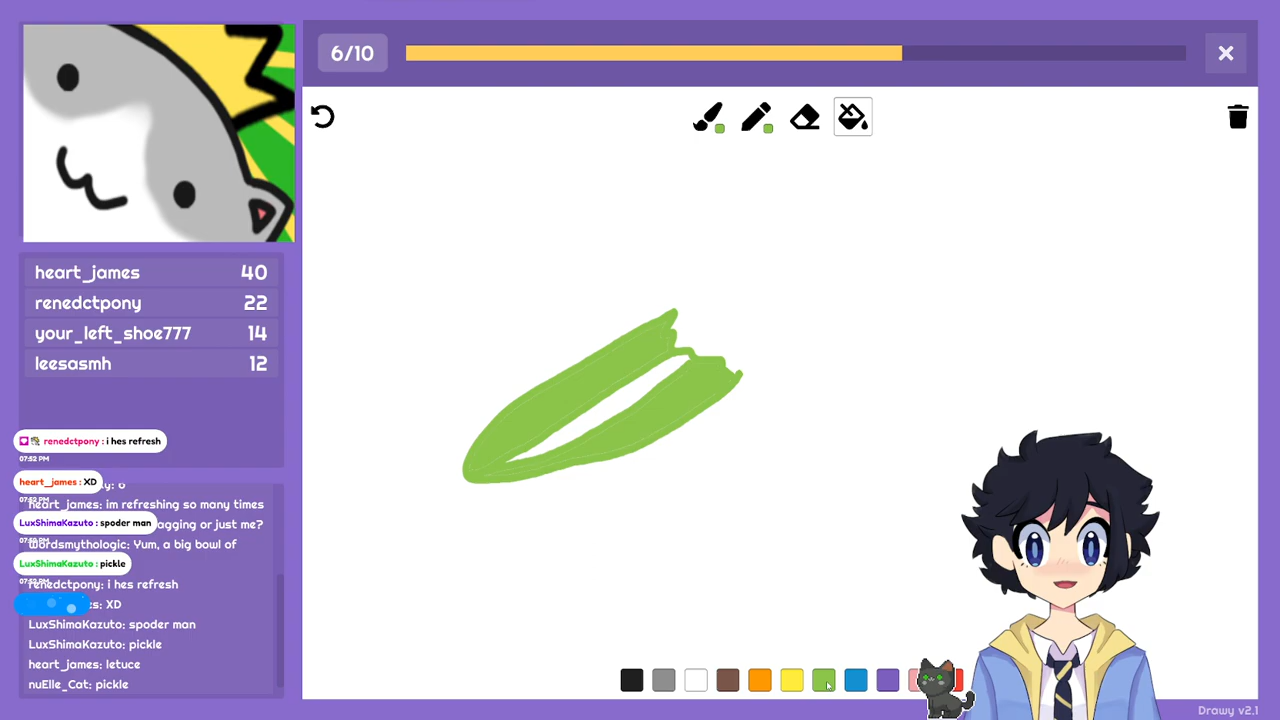 6/10
heart_james 40
renedctpony 22
your_left_shoe777 14
leesasmh 12
renedctpony : i hes refresh
07:52 PM
heart_james : XD
heart_james: im refreshing so many times
LuxShimaKazuto : spoder man
agging or just me?
Wordsmythologic: Yum, a big bowl of
LuxShimaKazuto : pickle
renedctpony: i hes refresh
es: XD
LuxShimaKazuto: spoder man
LuxShimaKazuto: pickle
heart_james: letuce
nuElle_Cat: pickle
Drawy v2.1